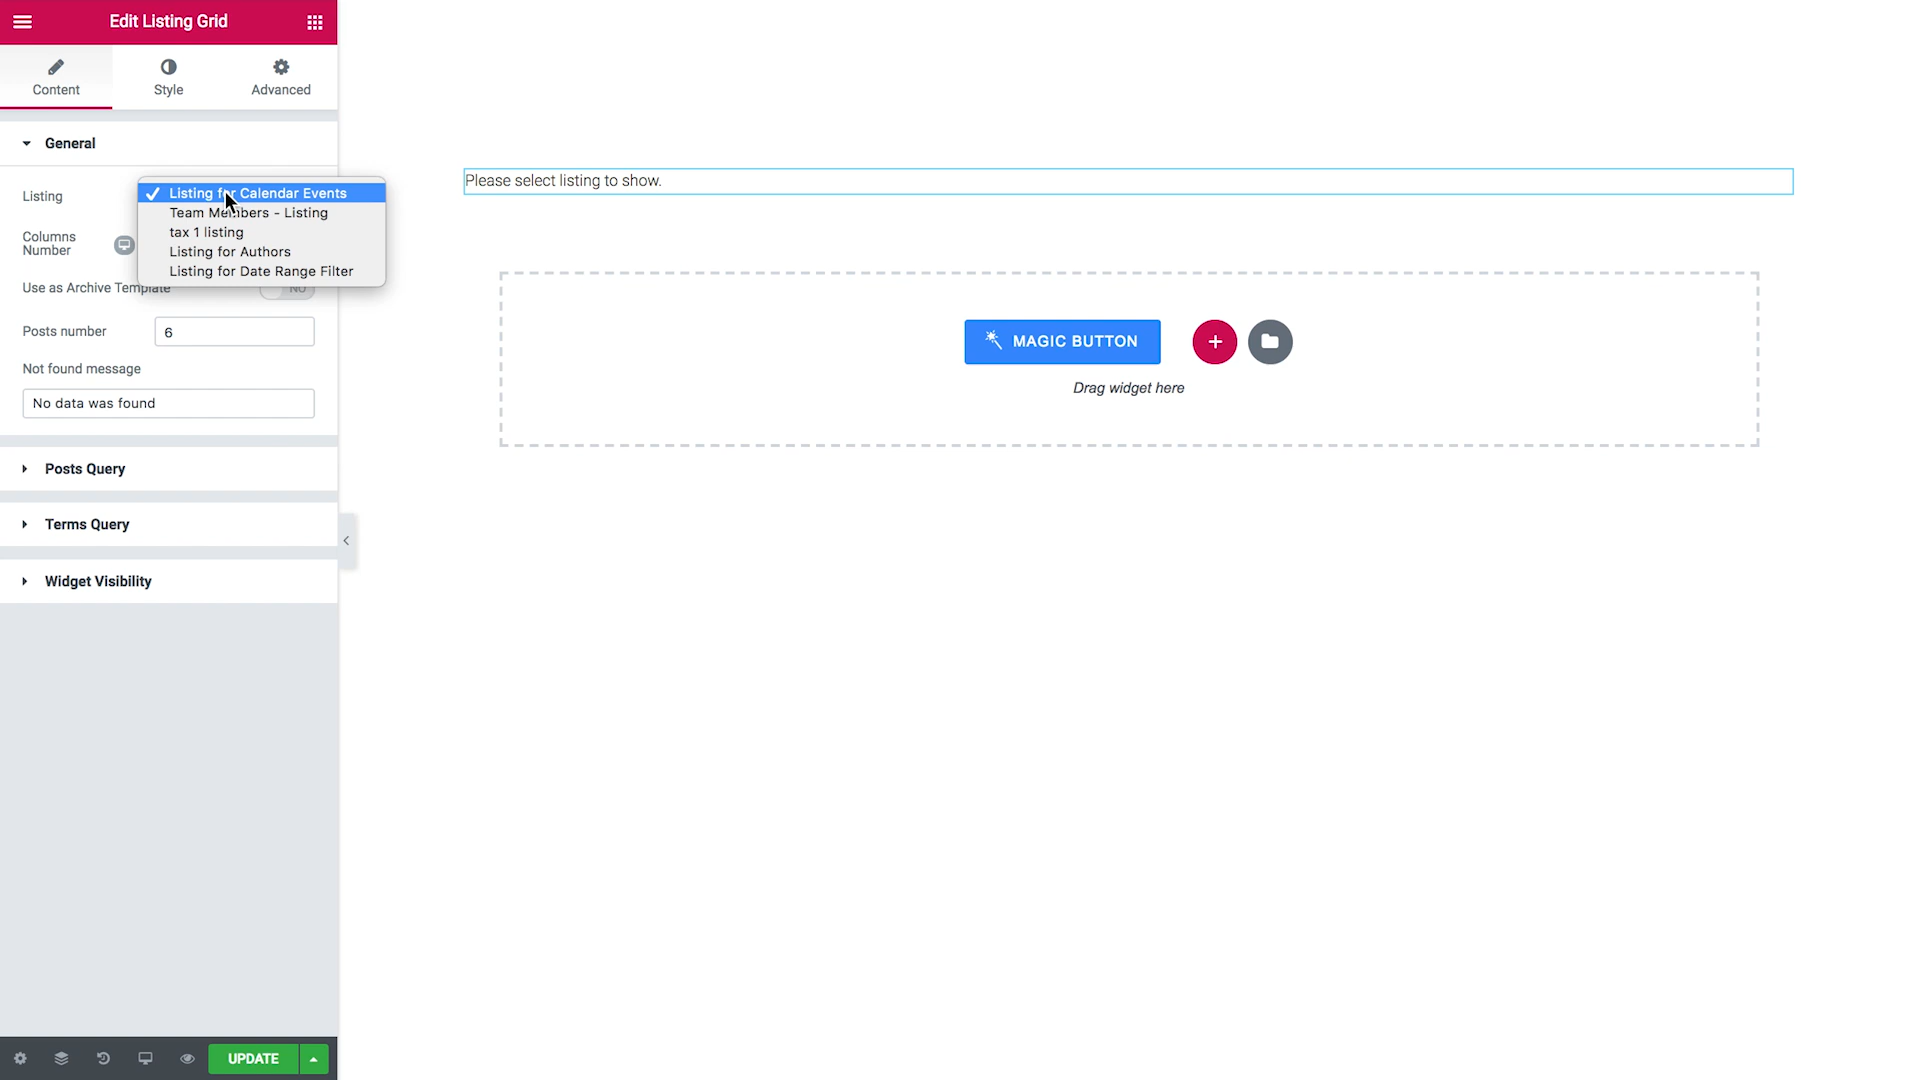 Edit Listing Grid
Content
Style
Advanced
General
Listing
Listing for Calendar Events
Team Members - Listing
tax 1 listing
Listing for Authors
Listing for Date Range Filter
Columns
Number
Use as Archive Template
NO
Posts number
6
Not found message
No data was found
Posts Query
Terms Query
Widget Visibility
UPDATE
Please select listing to show.
MAGIC BUTTON
Drag widget here